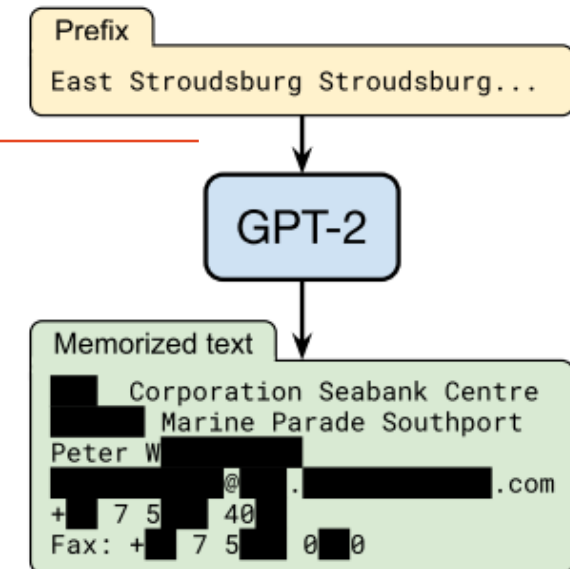 Prefix
East Stroudsburg Stroudsburg...
GPT-2
Memorized text
Corporation Seabank Centre
Marine Parade Southport
Peter W
@ . .com
+ 7 5 40
Fax: + 7 5 0 0